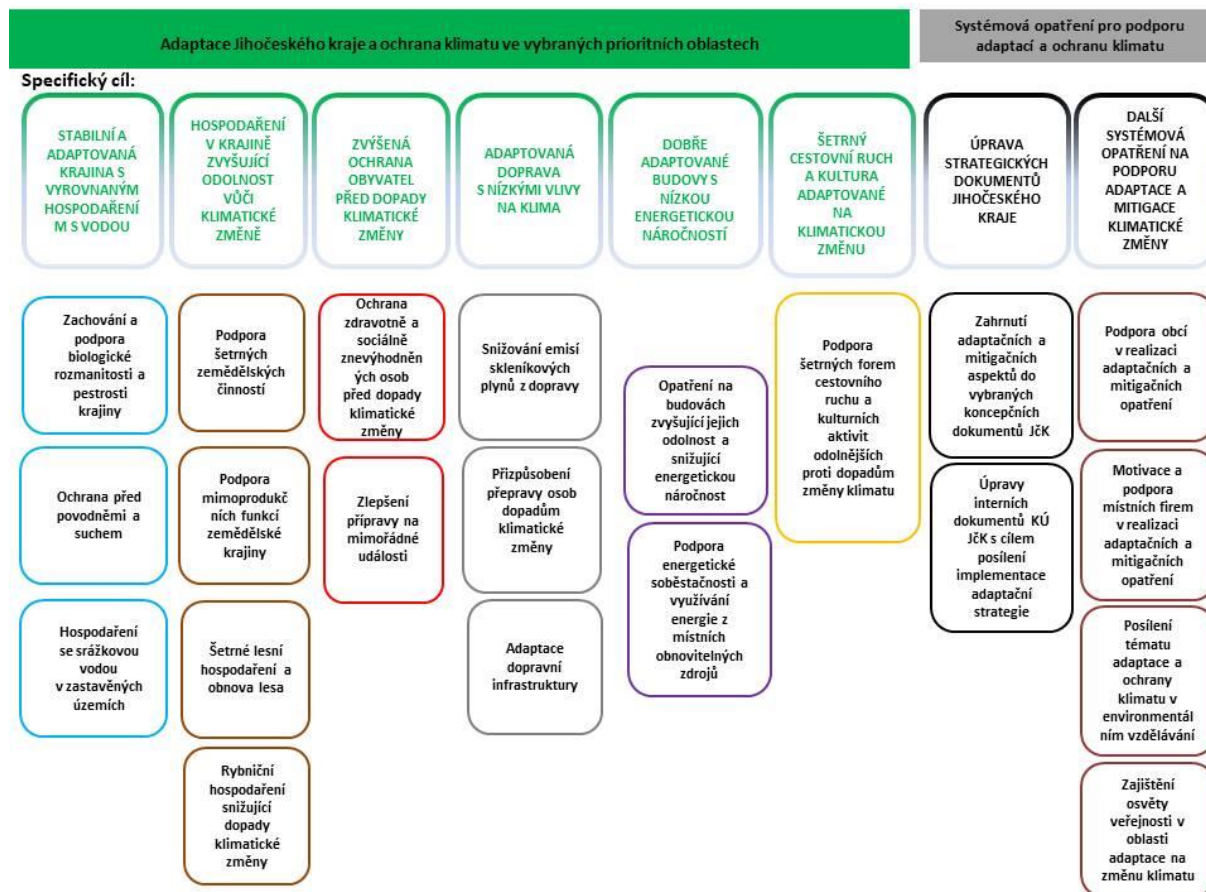 Adaptace Jihočeského kraje a ochrana klimatu ve vybraných prioritních oblastech
Systémová opatření pro podporu
adaptací a ochranu klimatu
Specifický cíl:
STABILNÍ A
ADAPTOVANÁ
KRAJINA S
VYROVNANÝM
HOSPODAŘENÍ
M S VODOU
HOSPODAŘENÍ
V KRAJINĚ
ZVYŠUJÍCÍ
ODOLNOST
VŮČI
KLIMATICKÉ
ZMĚNĚ
ZVÝŠENÁ
OCHRANA
OBYVATEL
PŘED DOPADY
KLIMATICKÉ
ZMĚNY
ADAPTOVANÁ
DOPRAVA
S NÍZKÝMI VLIVY
NA KLIMA
DOBŘE
ADAPTOVANÉ
BUDOVY S
NÍZKOU
ENERGETICKOU
NÁROČNOSTÍ
ŠETRNÝ
CESTOVNÍ RUCH
A KULTURA
ADAPTOVANÉ
NA
KLIMATICKOU
ZMĚNU
ÚPRAVA
STRATEGICKÝCH
DOKUMENTŮ
JIHOČESKÉHO
KRAJE
DALŠÍ
SYSTÉMOVÁ
OPATŘENÍ NA
PODPORU
ADAPTACE A
MITIGACE
KLIMATICKÉ
ZMĚNY
Zachování a
podpora
biologické
rozmanitosti a
pestrosti
krajiny
Ochrana před
povodněmi a
suchem
Hospodaření
se srážkovou
vodou
v zastavěných
územích
Podpora
šetrných
zemědělských
činností
Podpora
mimoprodukč
ních funkcí
zemědělské
krajiny
Šetrné lesní
hospodaření a
obnova lesa
Rybniční
hospodaření
snižující
dopady
klimatické
změny
Ochrana
zdravotně a
sociálně
znevýhodněn
ých osob
před dopady
klimatické
změny
Zlepšení
přípravy na
mimořádné
události
Snižování emisí
skleníkových
plynů z dopravy
Přizpůsobení
přepravy osob
dopadům
klimatické
změny
Adaptace
dopravní
infrastruktury
Opatření na
budovách
zvyšující jejich
odolnost a
snižující
energetickou
náročnost
Podpora
energetické
soběstačnosti a
využívání
energie z
místních
obnovitelných
zdrojů
Podpora
šetrných forem
cestovního
ruchu a
kulturních
aktivit
odolnějších
proti dopadům
změny klimatu
Zahrnutí
adaptačních a
mitigačních
aspektů do
vybraných
koncepčních
dokumentů JčK
Úpravy
interních
dokumentů KÚ
JčK s cílem
posílení
implementace
adaptační
strategie
Podpora obcí
v realizaci
adaptačních a
mitigačních
opatření
Motivace a
podpora
místních firem
v realizaci
adaptačních a
mitigačních
opatření
Posílení
tématu
adaptace a
ochrany
klimatu v
environmentál
ním vzdělávání
Zajištění
osvěty
veřejnosti v
oblasti
adaptace na
změnu klimatu